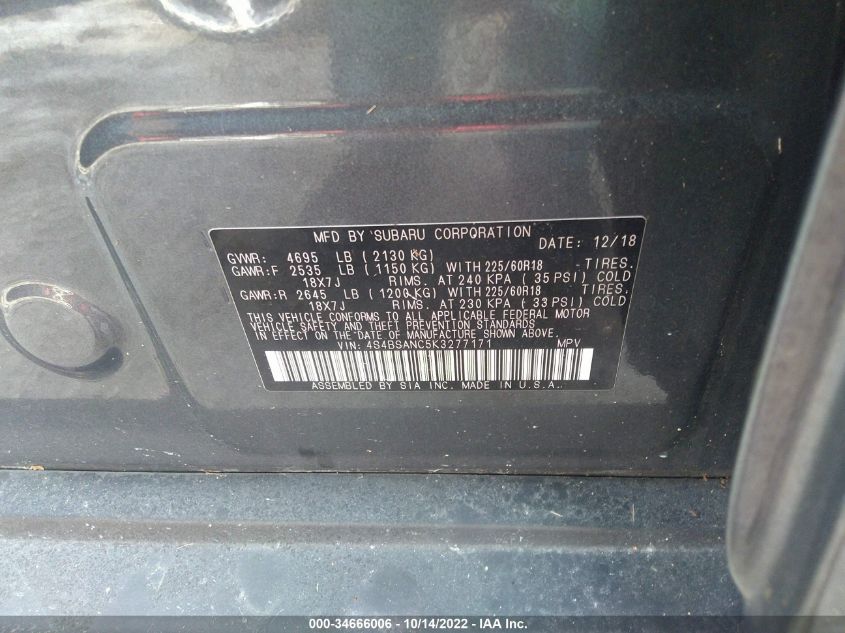 MFD BY SUBARU CORPORATION DATE: 12/18
GVWR: 4695 LB (2130 KG)
GAWR:F 2535 LB (1150 KG) WITH 225/60R18 -TIRES.
18X7J RIMS. AT 240 KPA (35 PSI) COLD
GAWR:R 2645 LB (1200 KG) WITH 225/60R18 TIRES.
18X7J RIMS. AT 230 KPA (33 PSI) COLD
THIS VEHICLE CONFORMS TO ALL APPLICABLE FEDERAL MOTOR
VEHICLE SAFETY AND THEFT PREVENTION STANDARDS
IN EFFECT ON THE DATE OF MANUFACTURE SHOWN ABOVE.
VIN: 4S4BSANC5K3277171 MPV
ASSEMBLED BY SIA INC. MADE IN U.S.A.
000-34666006 / 10/14/2022 / © IAA Inc.